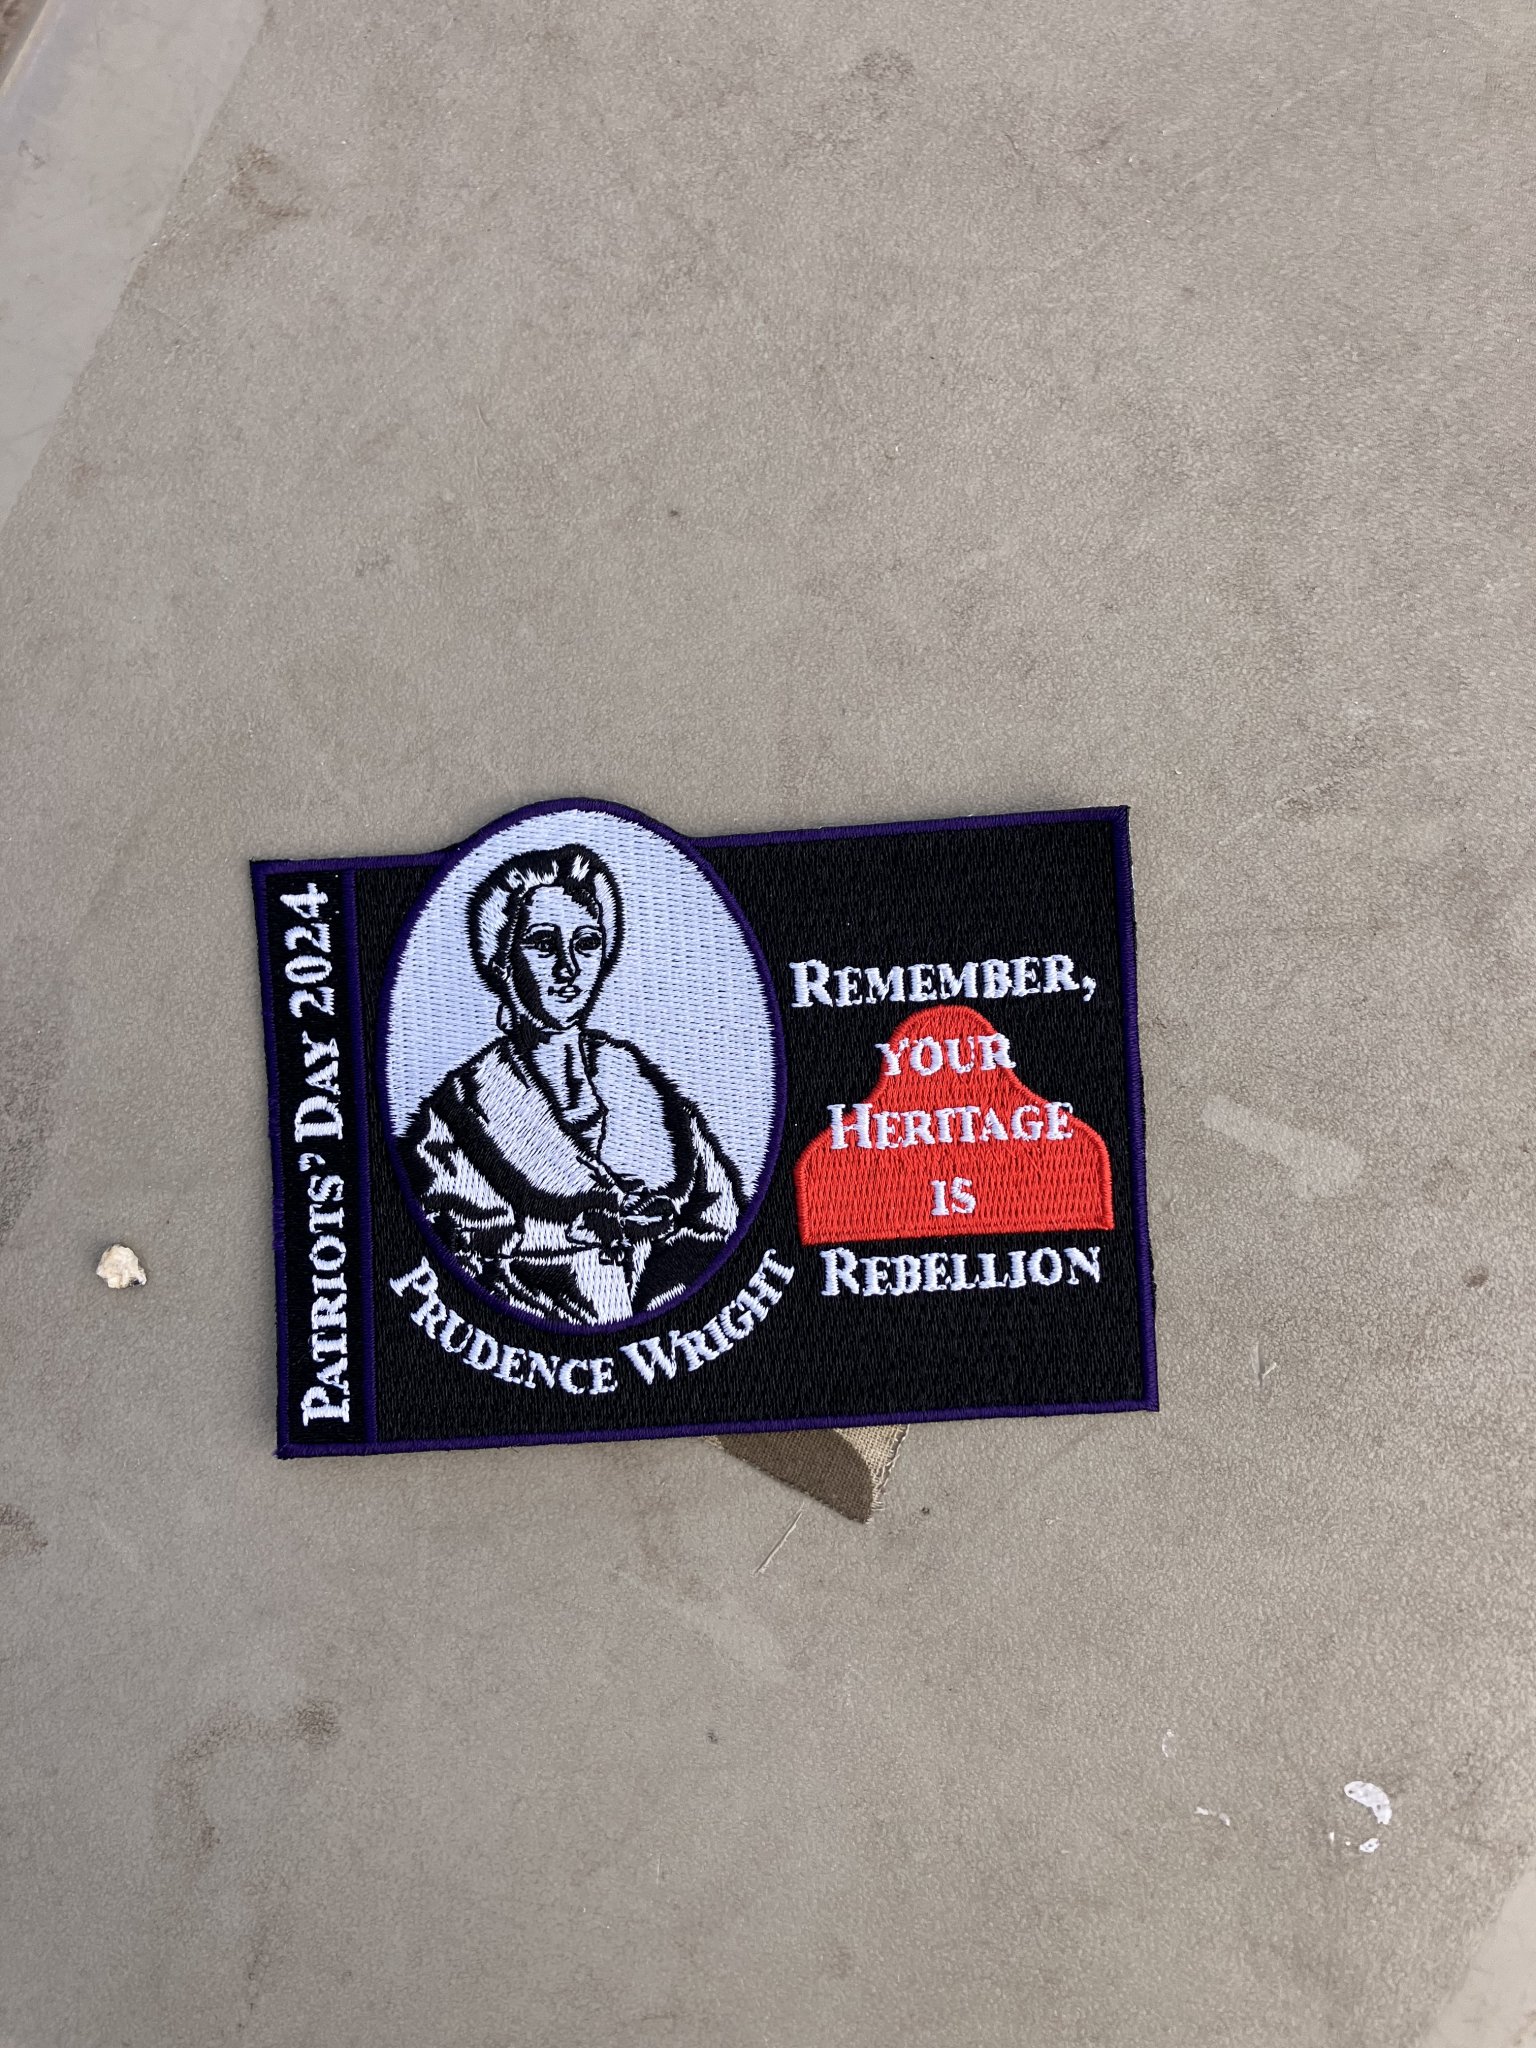 PATRIOTS' DAY 2024
PRUDENCE WRIGHT
REMEMBER,
YOUR
HERITAGE
IS
REBELLION